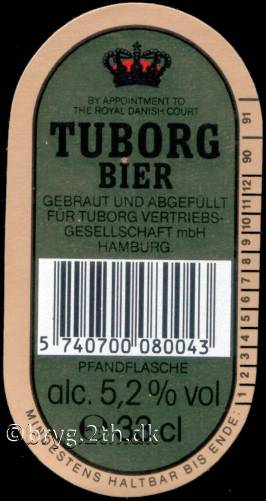 BY APPOINTMENT TO
THE ROYAL DANISH COURT
TUBORG
BIER
GEBRAUT UND ABGEFÜLLT
FÜR TUBORG VERTRIEBS-
GESELLSCHAFT mbH
HAMBURG.
5 740700 080043
PFANDFLASCHE
alc. 5,2 % vol
℮ 33 cl
MINDESTENS HALTBAR BIS ENDE: 1 2 3 4 5 6 7 8 9 10 11 12 90 91
© bryg.2th.dk